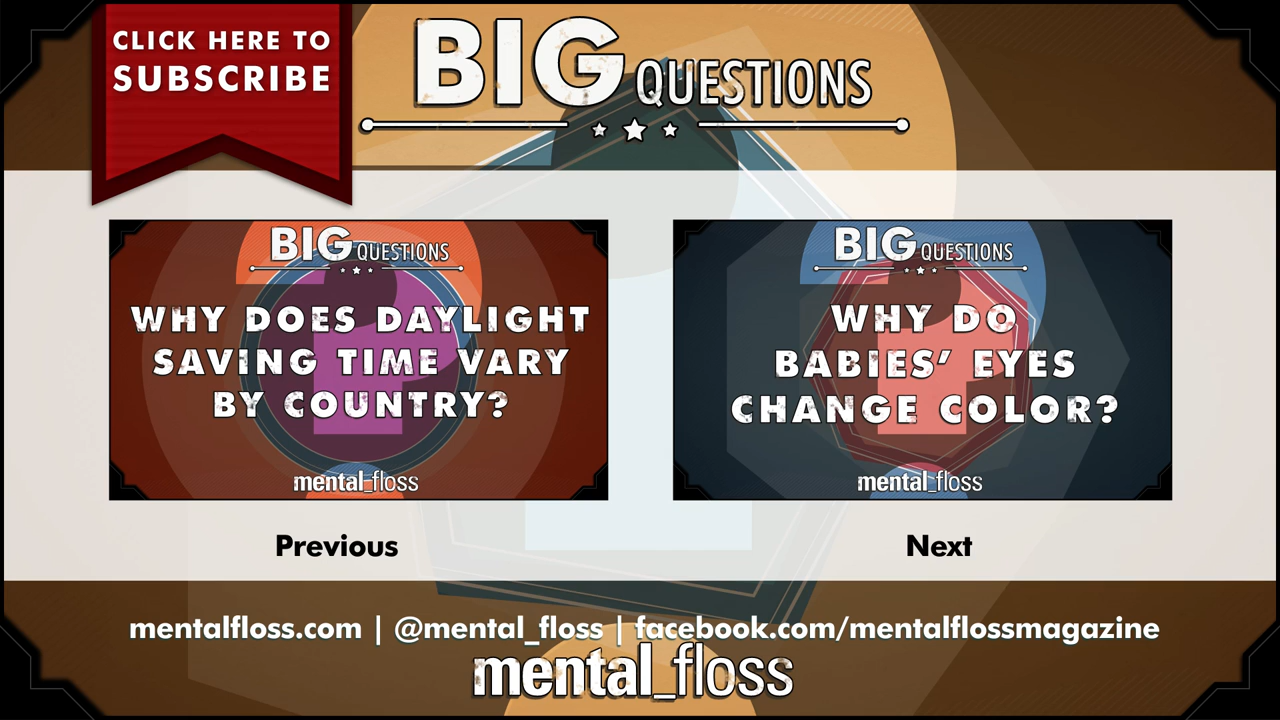 CLICK HERE TO
SUBSCRIBE
BIG QUESTIONS
BIG QUESTIONS
WHY DOES DAYLIGHT
SAVING TIME VARY
BY COUNTRY?
mental_floss
Previous
BIG QUESTIONS
WHY DO
BABIES' EYES
CHANGE COLOR?
mental_floss
Next
mentalfloss.com | @mental_floss | facebook.com/mentalflossmagazine
mental_floss